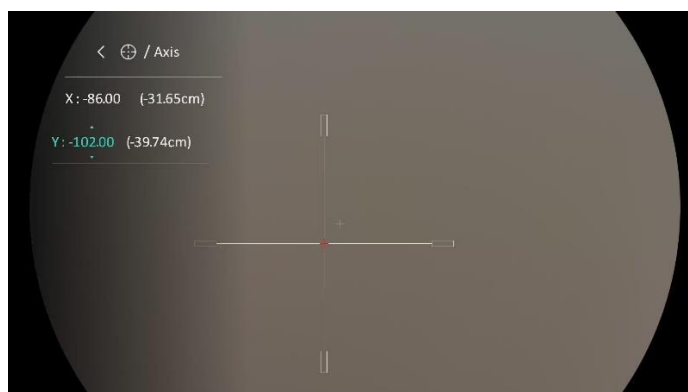 / Axis
X : -86.00 (-31.65cm)
Y : -102.00 (-39.74cm)